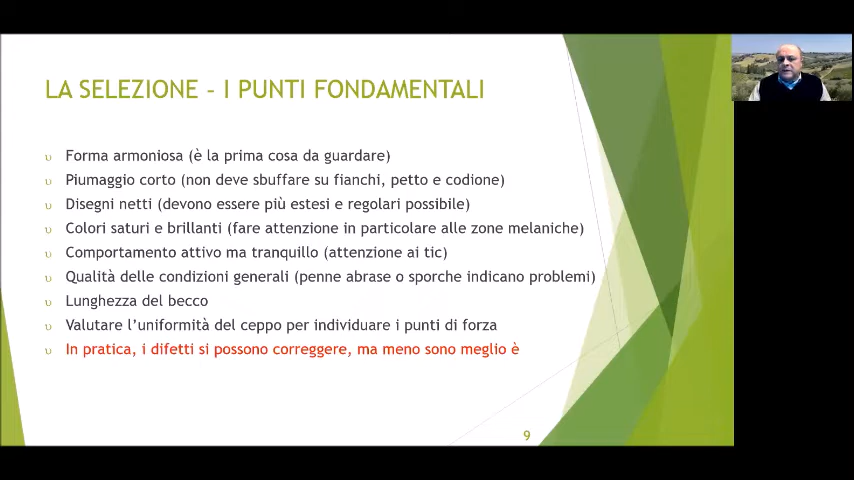 LA SELEZIONE – I PUNTI FONDAMENTALI
υ Forma armoniosa (è la prima cosa da guardare)
υ Piumaggio corto (non deve sbuffare su fianchi, petto e codione)
υ Disegni netti (devono essere più estesi e regolari possibile)
υ Colori saturi e brillanti (fare attenzione in particolare alle zone melaniche)
υ Comportamento attivo ma tranquillo (attenzione ai tic)
υ Qualità delle condizioni generali (penne abrase o sporche indicano problemi)
υ Lunghezza del becco
υ Valutare l'uniformità del ceppo per individuare i punti di forza
υ In pratica, i difetti si possono correggere, ma meno sono meglio è
9